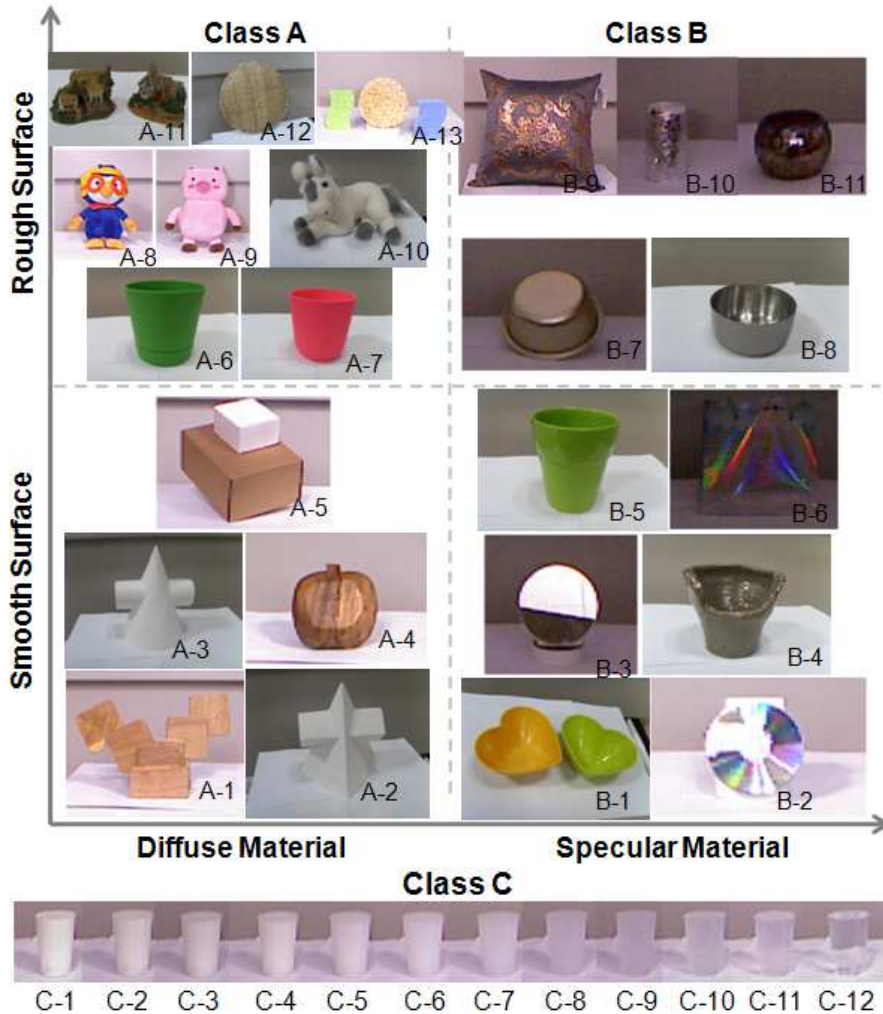 Class A
Class B
Rough Surface
A-11
A-12
A-13
B-9
B-10
B-11
A-8
A-9
A-10
A-6
A-7
B-7
B-8
Smooth Surface
A-5
B-5
B-6
A-3
A-4
B-3
B-4
A-1
A-2
B-1
B-2
Diffuse Material
Specular Material
Class C
C-1 C-2 C-3 C-4 C-5 C-6 C-7 C-8 C-9 C-10 C-11 C-12